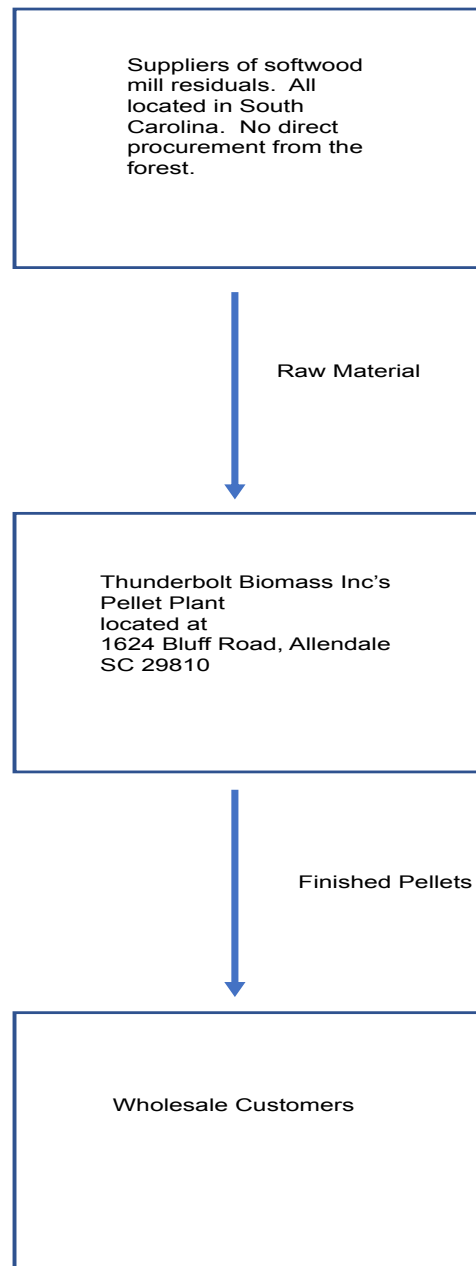 Suppliers of softwood
mill residuals.  All
located in South
Carolina.  No direct
procurement from the
forest.
Raw Material
Thunderbolt Biomass Inc's
Pellet Plant
located at
1624 Bluff Road, Allendale
SC 29810
Finished Pellets
Wholesale Customers